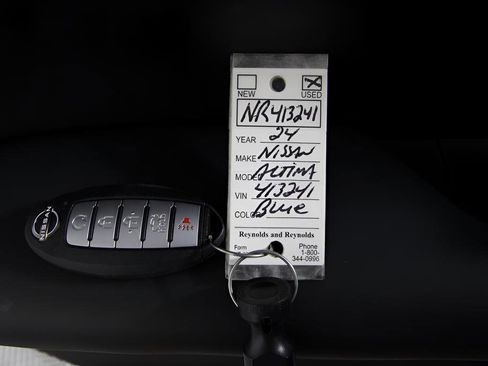 NEW USED
NR413241
YEAR 24
MAKE NISSAN
MODEL ALTIMA
VIN 413241
COLOR Blue
Reynolds and Reynolds
Form Phone
1-800-
344-0996
NISSAN
HOLD